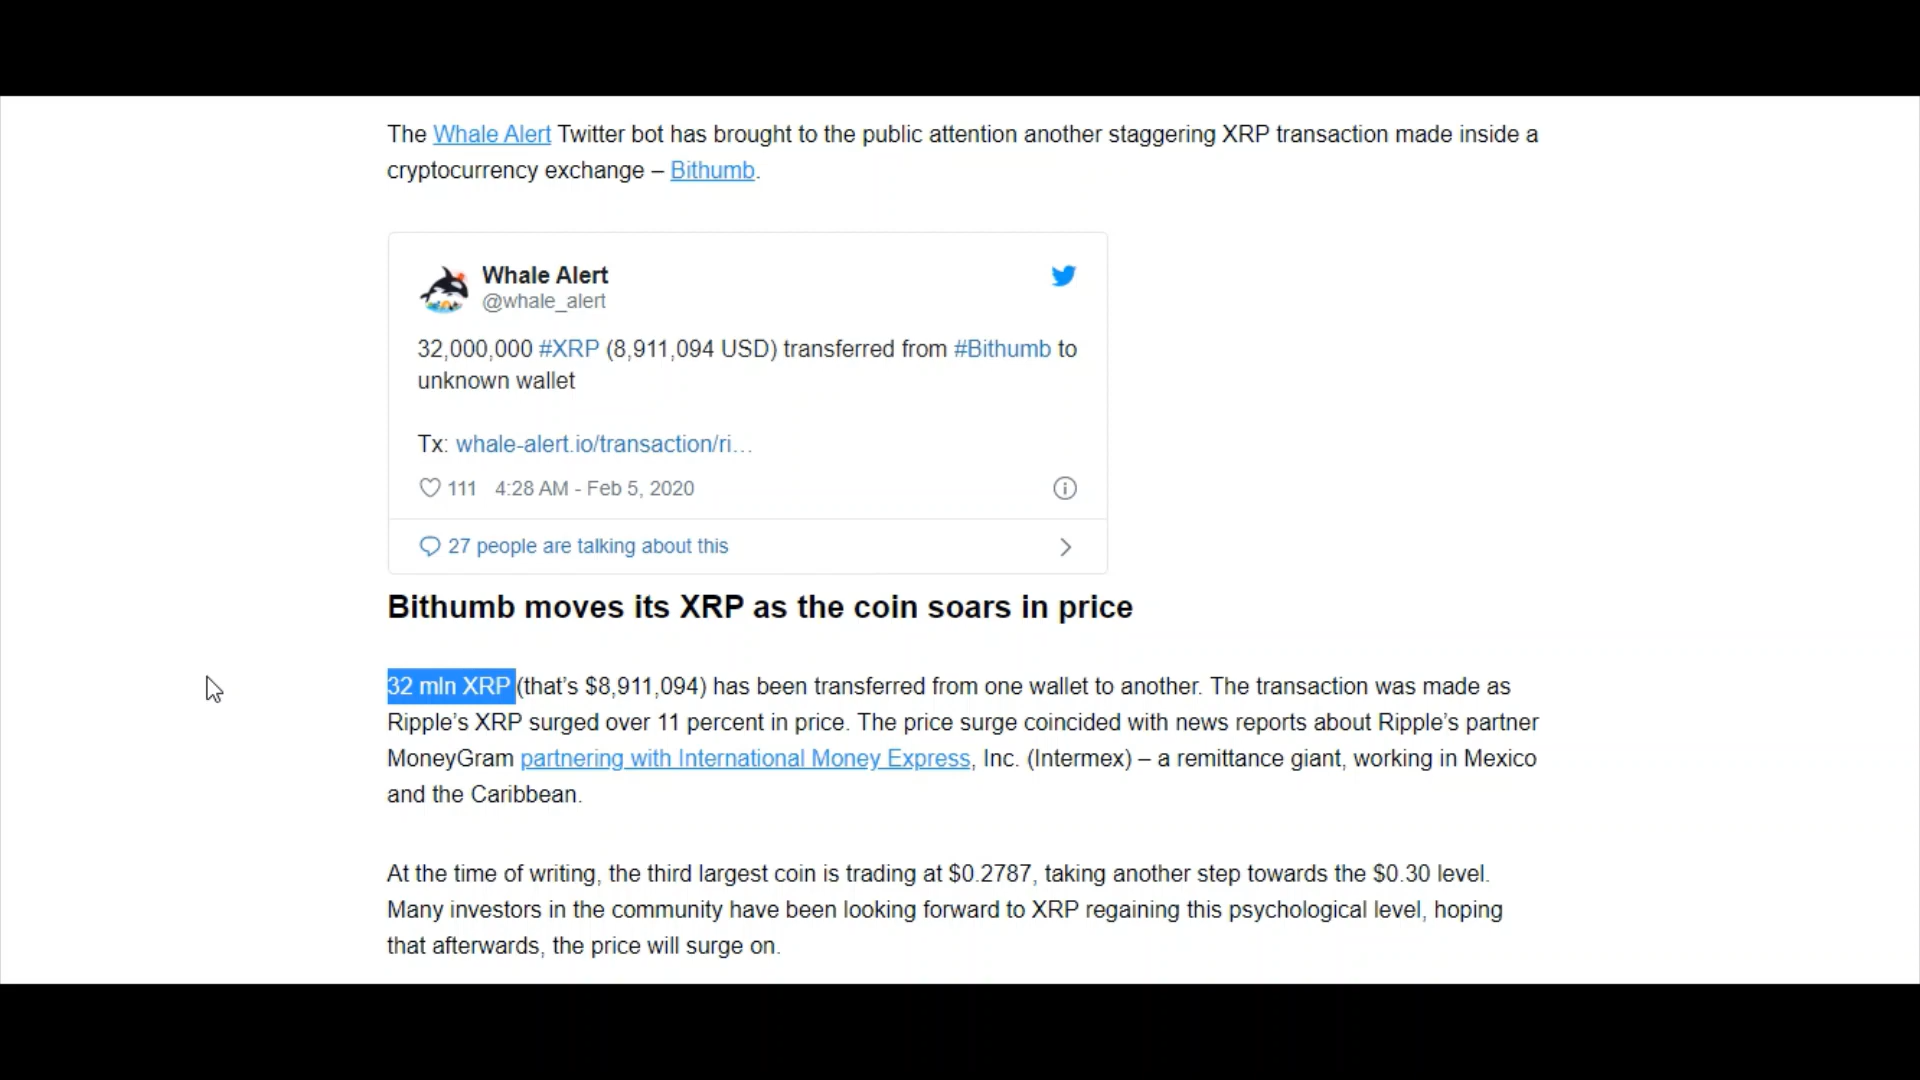 The Whale Alert Twitter bot has brought to the public attention another staggering XRP transaction made inside a
cryptocurrency exchange – Bithumb.
Whale Alert
@whale_alert
32,000,000 #XRP (8,911,094 USD) transferred from #Bithumb to
unknown wallet
Tx: whale-alert.io/transaction/ri…
111 4:28 AM - Feb 5, 2020
27 people are talking about this
Bithumb moves its XRP as the coin soars in price
32 mln XRP (that’s $8,911,094) has been transferred from one wallet to another. The transaction was made as
Ripple’s XRP surged over 11 percent in price. The price surge coincided with news reports about Ripple’s partner
MoneyGram partnering with International Money Express, Inc. (Intermex) – a remittance giant, working in Mexico
and the Caribbean.
At the time of writing, the third largest coin is trading at $0.2787, taking another step towards the $0.30 level.
Many investors in the community have been looking forward to XRP regaining this psychological level, hoping
that afterwards, the price will surge on.